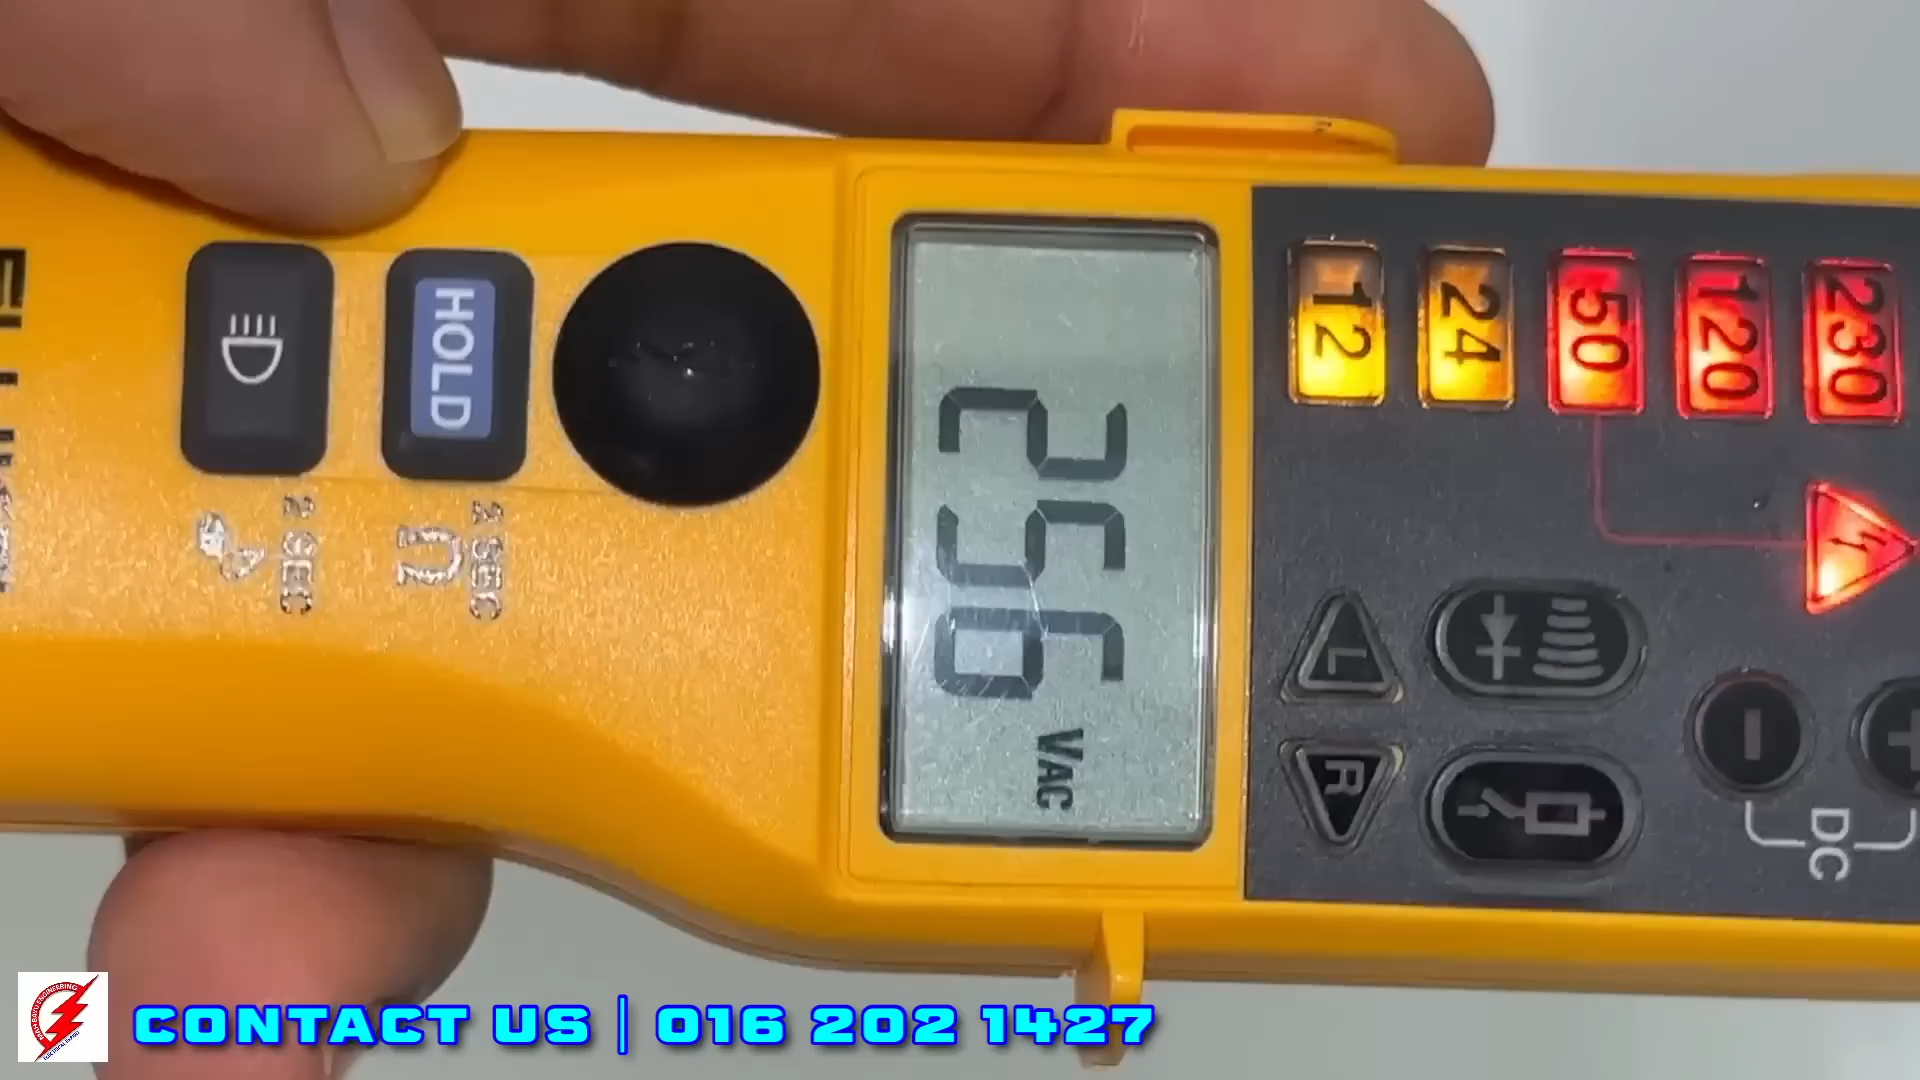 HOLD
2 SEC
2 SEC
Ω
256
VAC
12
24
50
120
230
L
R
DC
CONTACT US | 016 202 1427